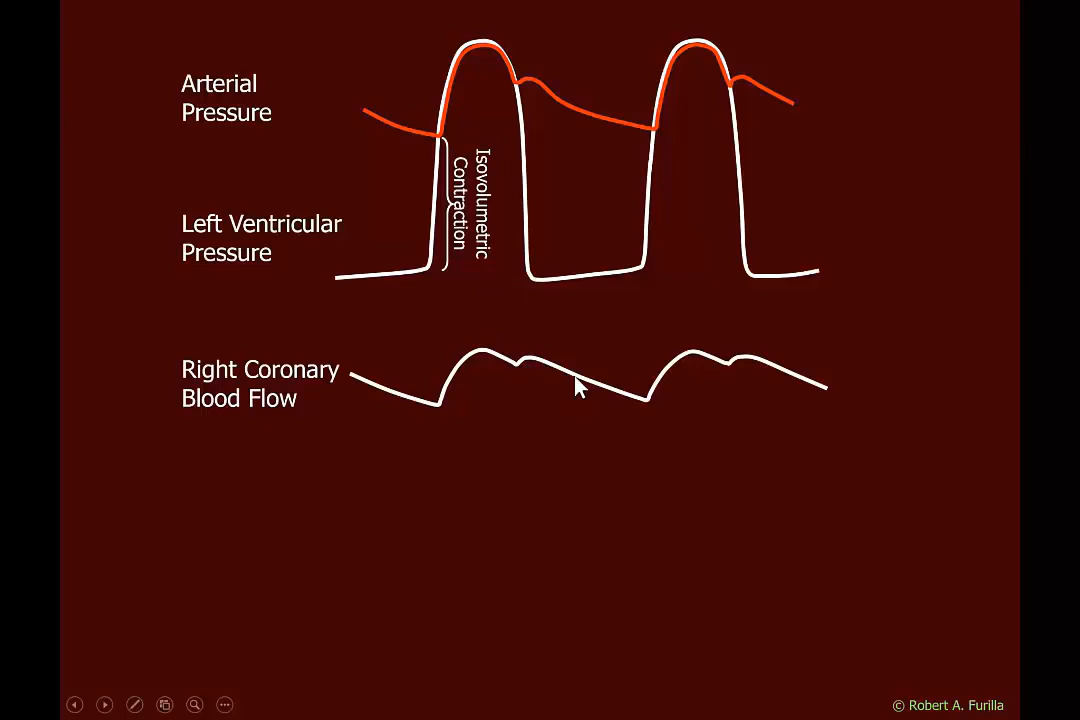 Arterial
Pressure
Isovolumetric
Contraction
Left Ventricular
Pressure
Right Coronary
Blood Flow
© Robert A. Furilla